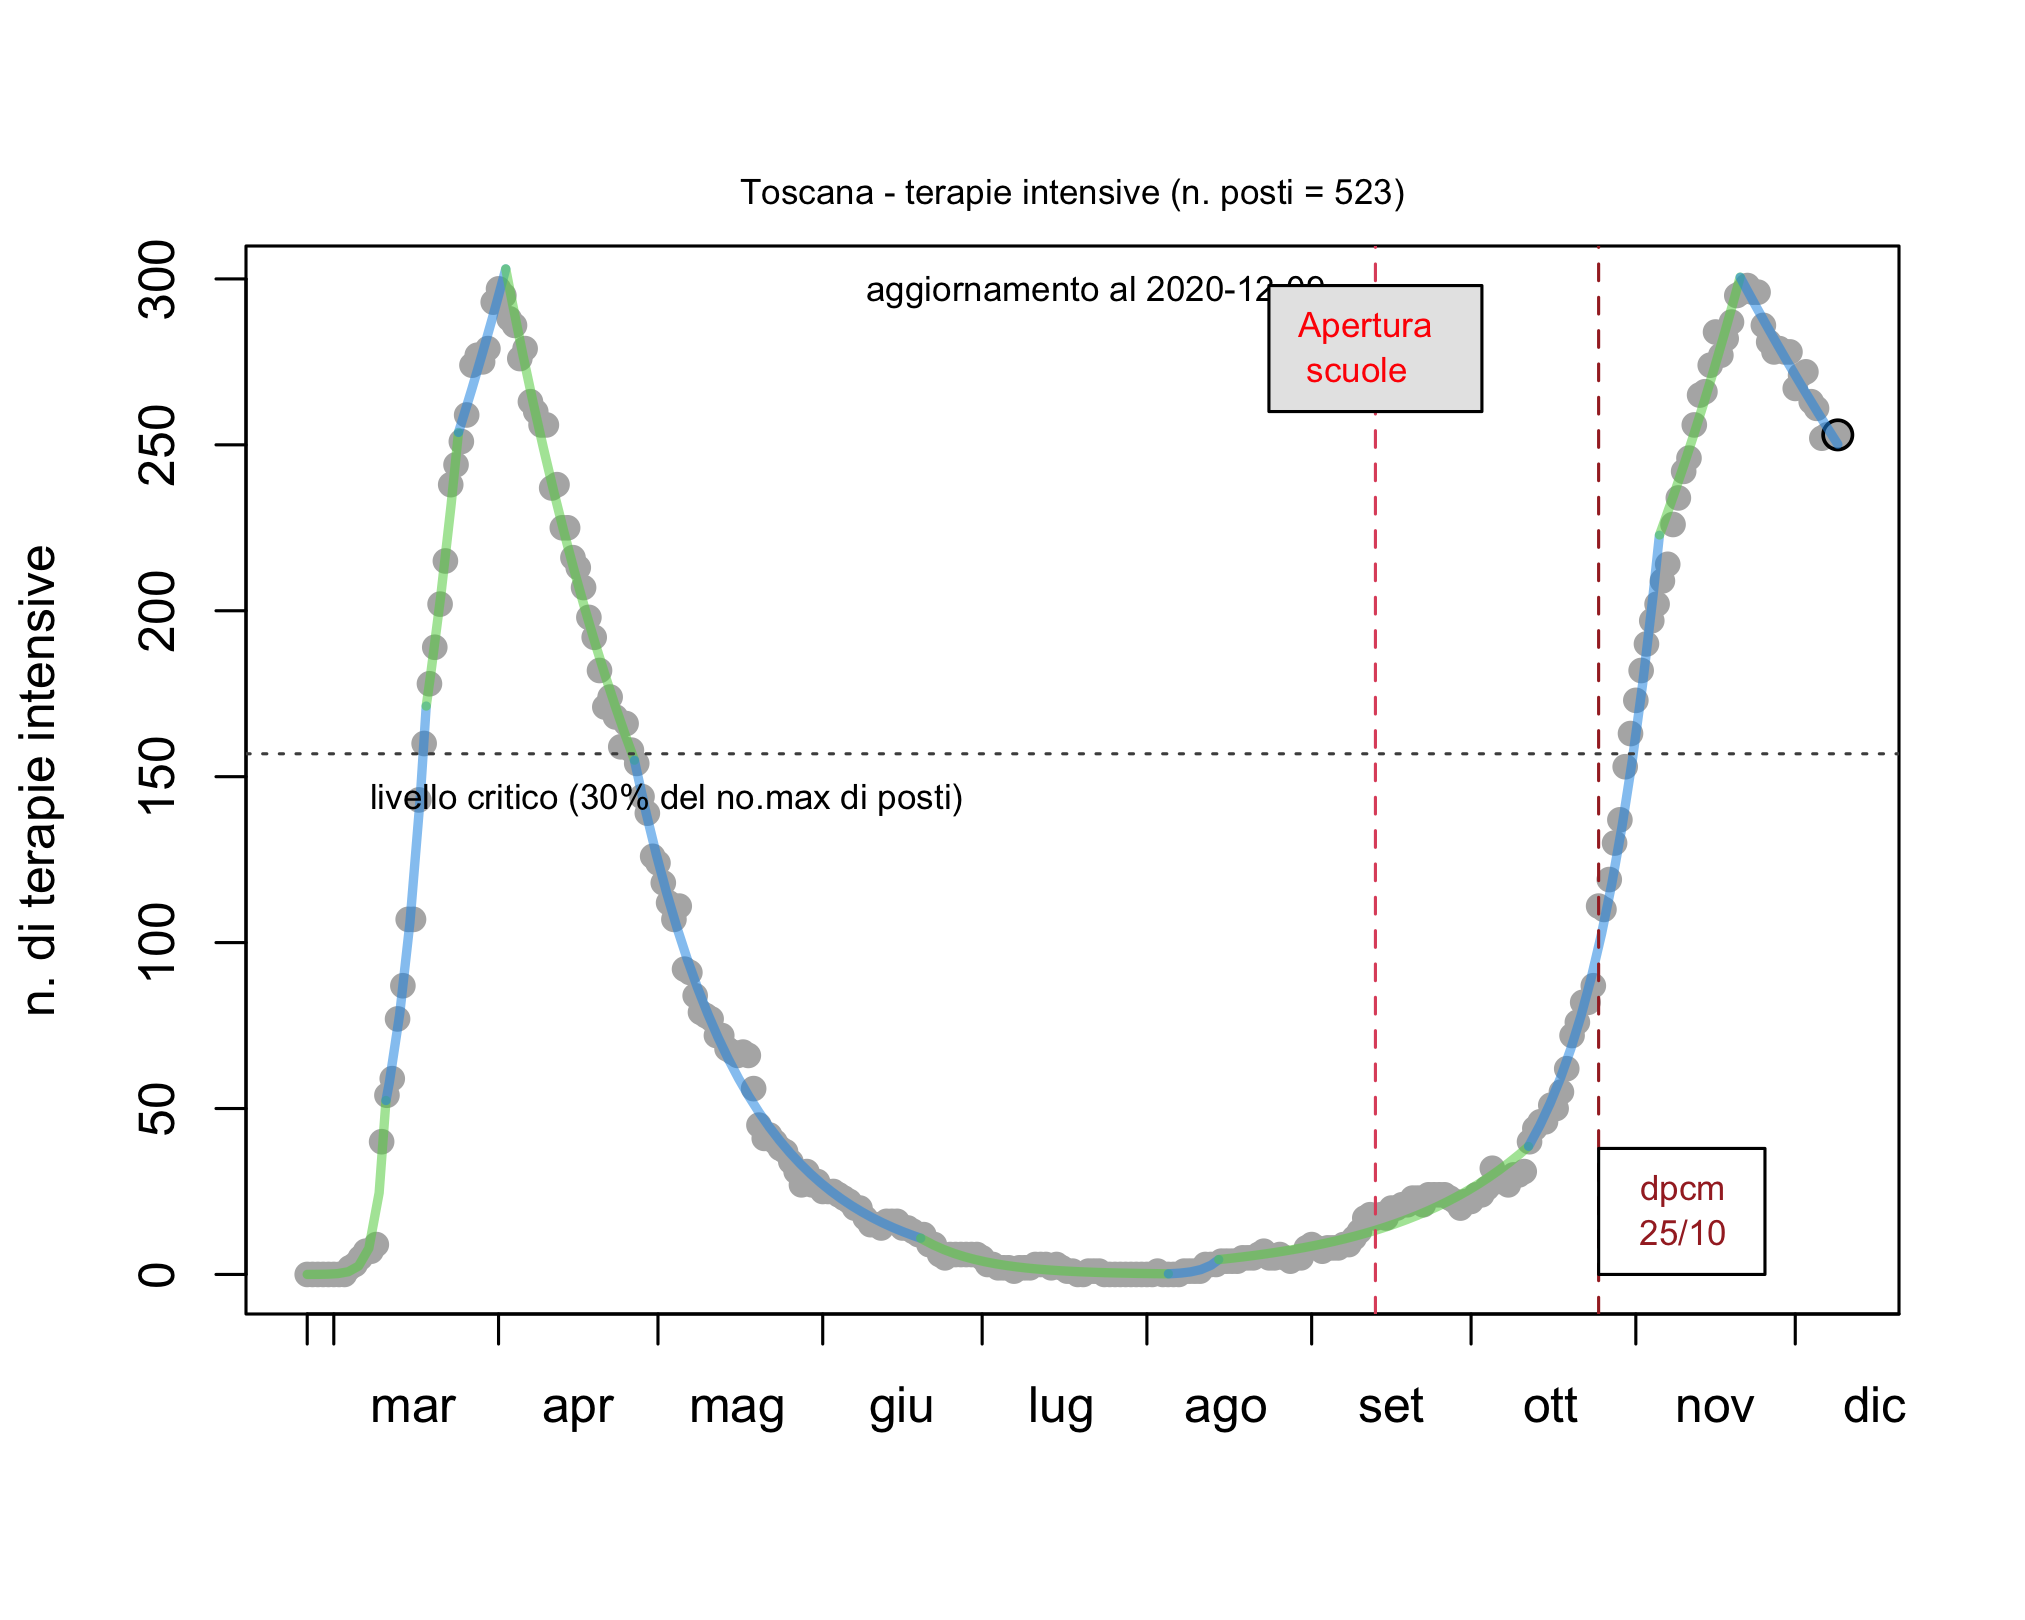 Toscana - terapie intensive (n. posti = 523)
aggiornamento al 2020-12-09
Apertura
scuole
300
250
200
150
100
50
0
n. di terapie intensive
livello critico (30% del no.max di posti)
dpcm
25/10
mar apr mag giu lug ago set ott nov dic